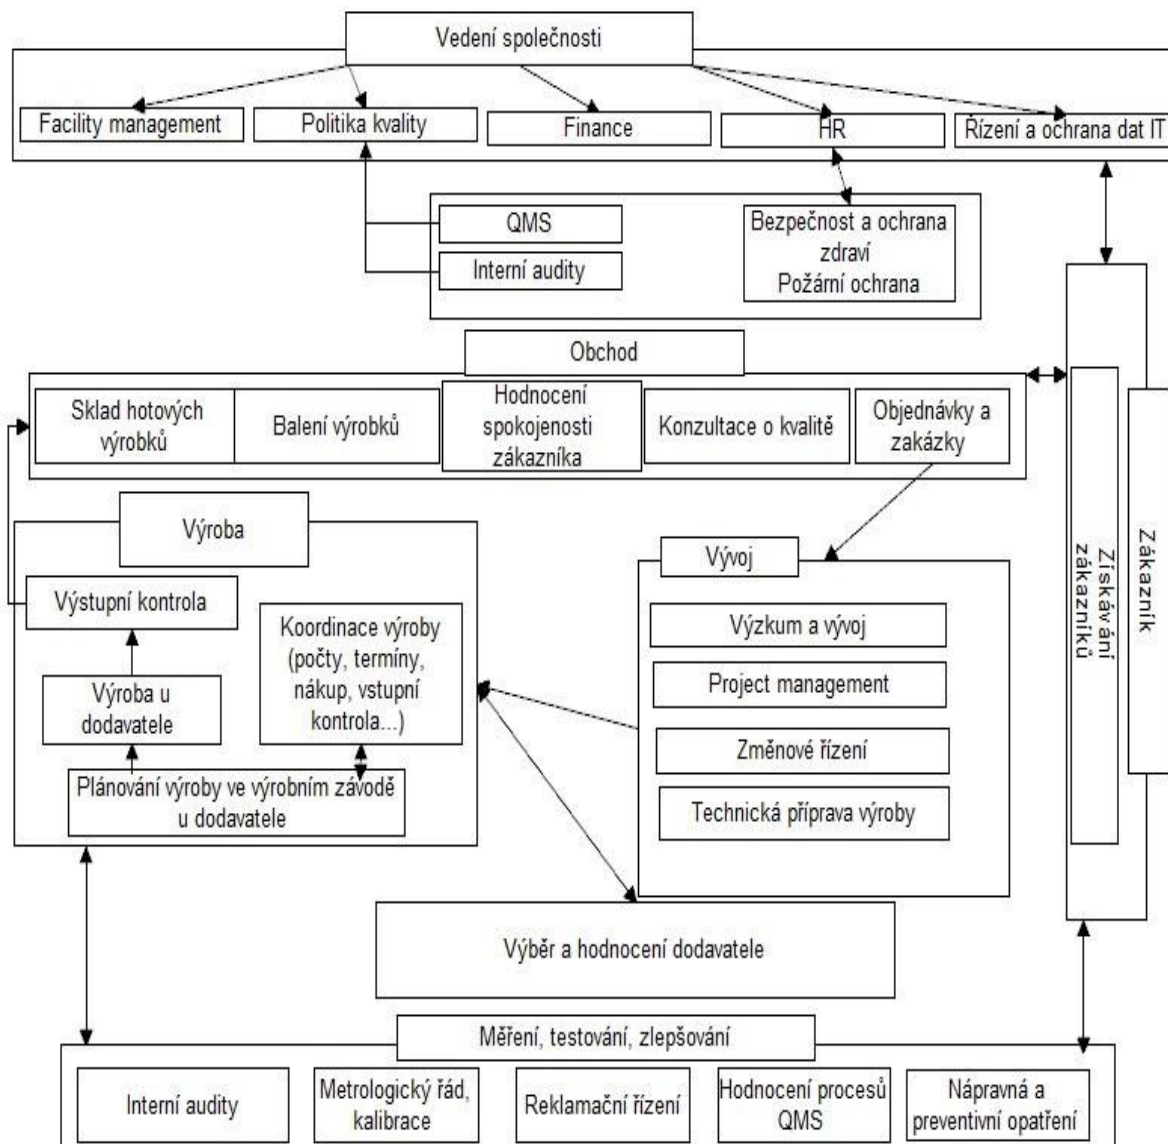 Vedení společnosti
Facility management
Politika kvality
Finance
HR
Řízení a ochrana dat IT
QMS
Interní audity
Bezpečnost a ochrana
zdraví
Požární ochrana
Obchod
Sklad hotových
výrobků
Balení výrobků
Hodnocení
spokojenosti
zákazníka
Konzultace o kvalitě
Objednávky a
zakázky
Získávání
zákazníků
Zákazník
Výroba
Výstupní kontrola
Koordinace výroby
(počty, termíny,
nákup, vstupní
kontrola...)
Výroba u
dodavatele
Plánování výroby ve výrobním závodě
u dodavatele
Vývoj
Výzkum a vývoj
Project management
Změnové řízení
Technická příprava výroby
Výběr a hodnocení dodavatele
Měření, testování, zlepšování
Interní audity
Metrologický řád,
kalibrace
Reklamační řízení
Hodnocení procesů
QMS
Nápravná a
preventivní opatření